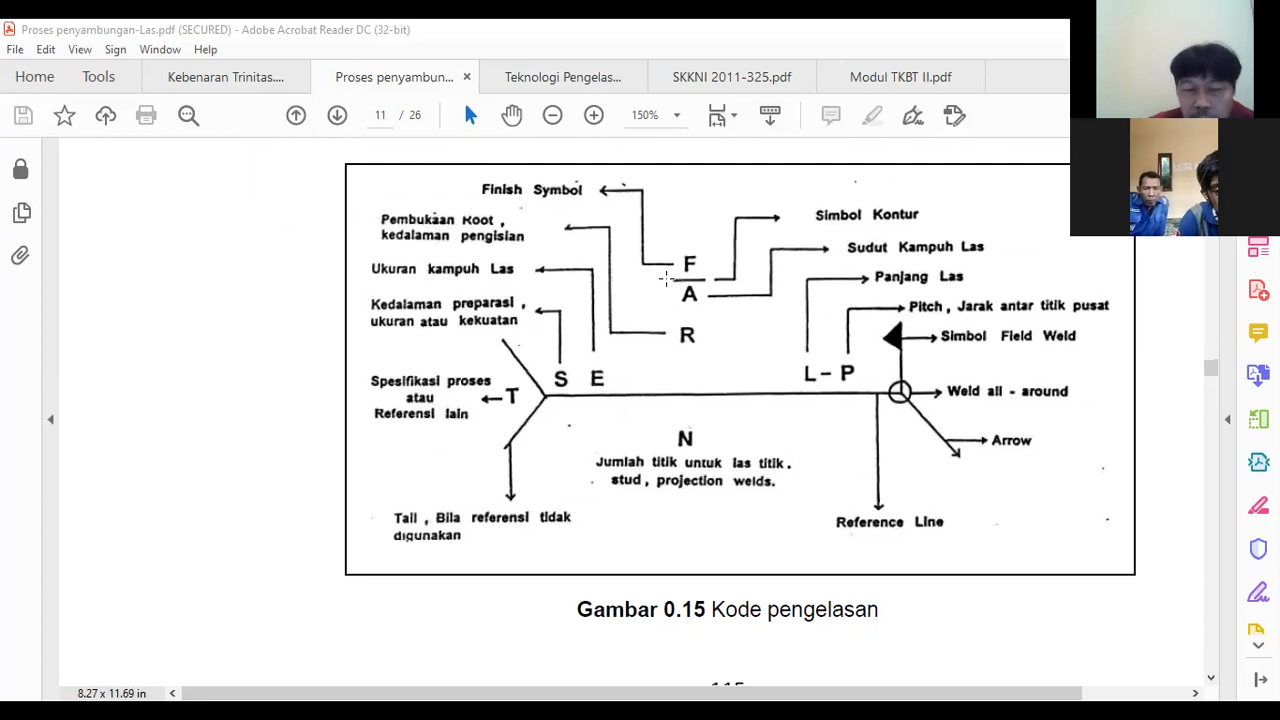 Proses penyambungan-Las.pdf (SECURED) - Adobe Acrobat Reader DC (32-bit)
File Edit View Sign Window Help
Home Tools Kebenaran Trinitas.... Proses penyambun... × Teknologi Pengelas... SKKNI 2011-325.pdf Modul TKBT II.pdf
11 / 26 150%
Finish Symbol
Pembukaan Root ,
kedalaman pengisian
Ukuran kampuh Las
Kedalaman preparasi ,
ukuran atau kekuatan
F
A
R
Simbol Kontur
Sudut Kampuh Las
Panjang Las
Pitch , Jarak antar titik pusat
Simbol Field Weld
S E
L - P
Spesifikasi proses
atau
Referensi lain
T
Weld all - around
N
Jumlah titik untuk las titik.
stud , projection welds.
Arrow
Tail , Bila referensi tidak
digunakan
Reference Line
Gambar 0.15 Kode pengelasan
8.27 x 11.69 in